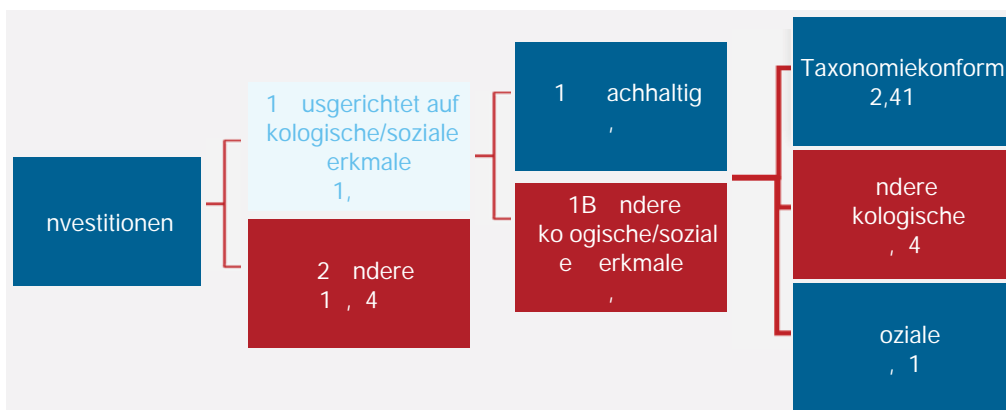 nvestitionen
1 usgerichtet auf
kologische/soziale
erkmale
1,
2 ndere
1 , 4
1 achhaltig
,
1B ndere
ko ogische/sozial
e erkmale
,
Taxonomiekonform
2,41
ndere
kologische
, 4
oziale
, 1